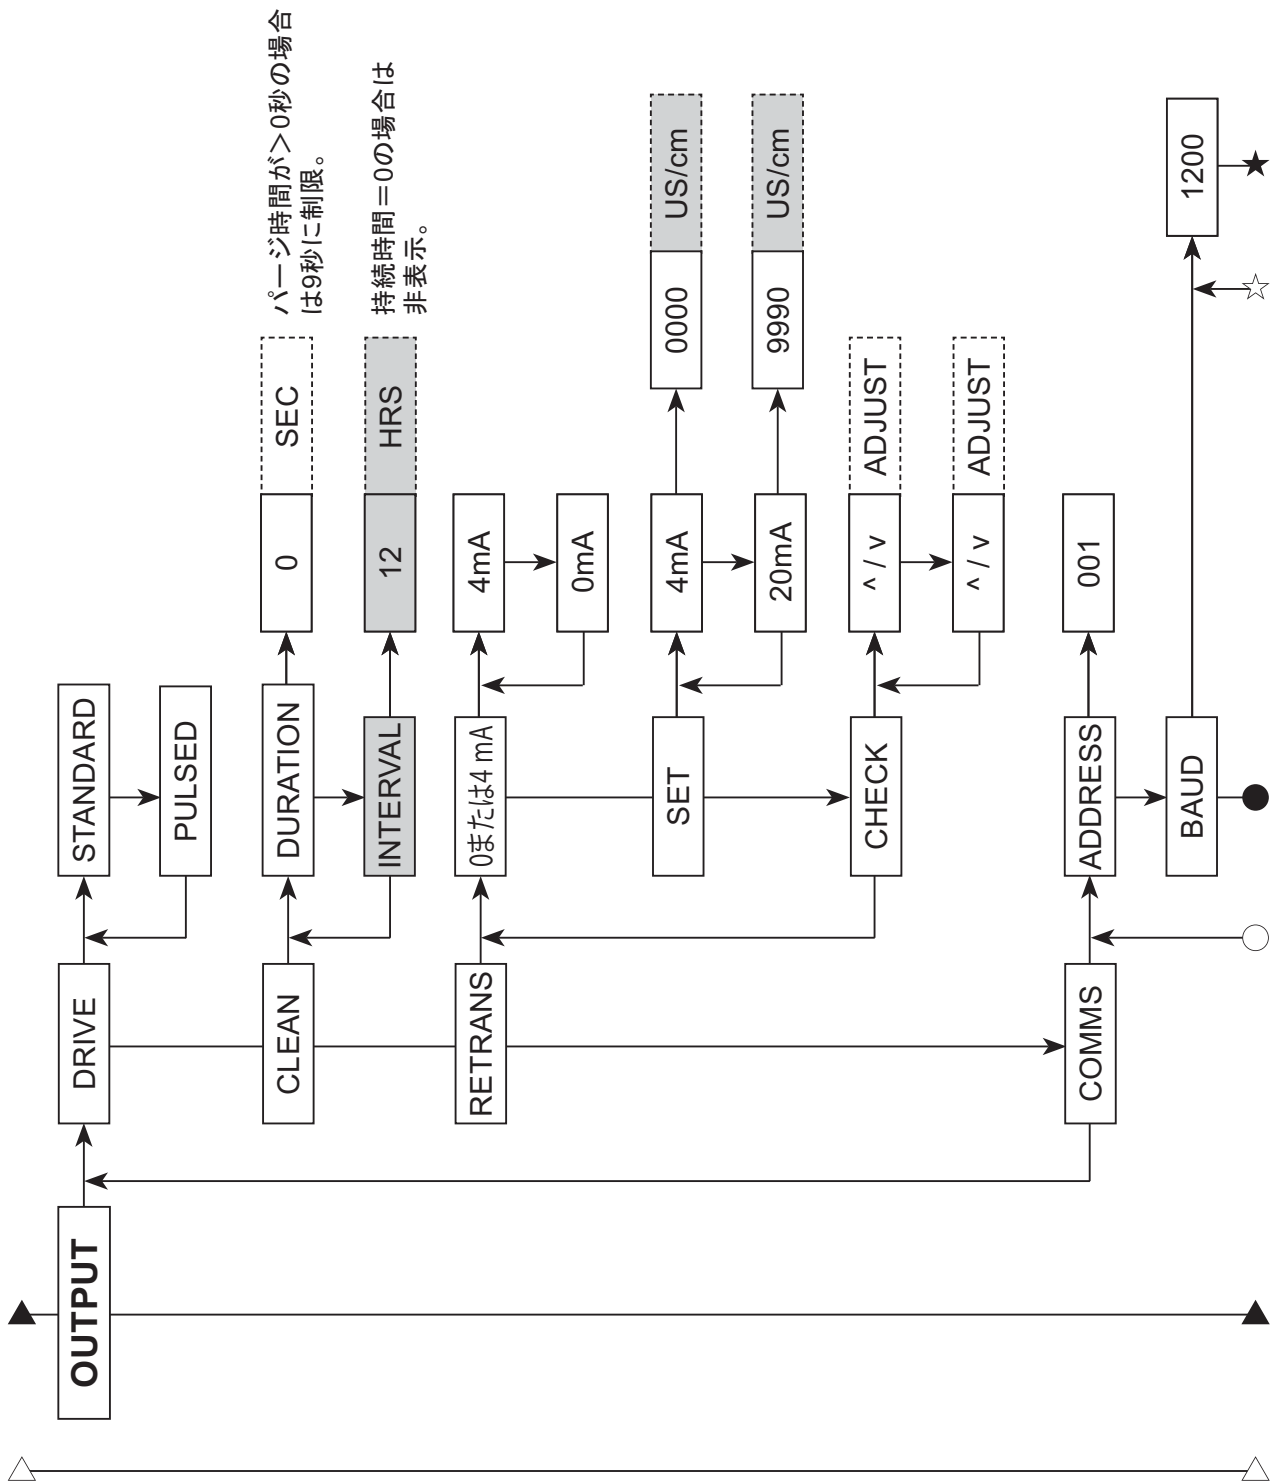 OUTPUT
DRIVE
STANDARD
PULSED
CLEAN
DURATION
0
SEC
パージ時間が>0秒の場合
は9秒に制限。
INTERVAL
12
HRS
持続時間=0の場合は
非表示。
RETRANS
0または4 mA
4mA
0mA
SET
4mA
0000
US/cm
20mA
9990
US/cm
CHECK
^ / v
ADJUST
^ / v
ADJUST
COMMS
ADDRESS
001
BAUD
1200